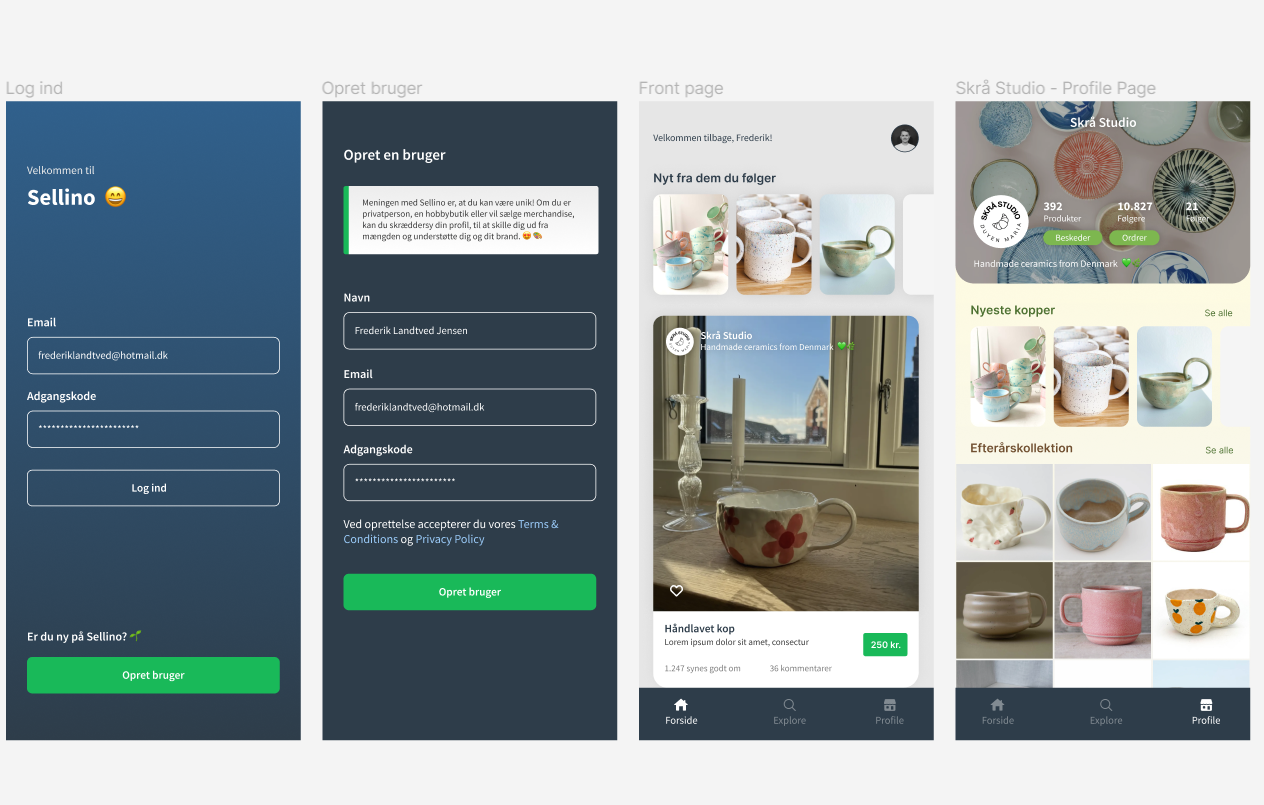 Log ind
Velkommen til
Sellino 😄
Email
frederiklandtved@hotmail.dk
Adgangskode
***********************
Log ind
Er du ny på Sellino? 🌱
Opret bruger
Opret bruger
Opret en bruger
Meningen med Sellino er, at du kan være unik! Om du er
privatperson, en hobbybutik eller vil sælge merchandise,
kan du skræddersy din profil, til at skille dig ud fra
mængden og understøtte dig og dit brand. 😍 🎨
Navn
Frederik Landtved Jensen
Email
frederiklandtved@hotmail.dk
Adgangskode
***********************
Ved oprettelse accepterer du vores Terms &
Conditions og Privacy Policy
Opret bruger
Front page
Velkommen tilbage, Frederik!
Nyt fra dem du følger
SKRÅ STUDIO
Skrå Studio
Handmade ceramics from Denmark 💚🌿
Håndlavet kop
Lorem ipsum dolor sit amet, consectur
250 kr.
1.247 synes godt om
36 kommentarer
Forside
Explore
Profile
Skrå Studio - Profile Page
Skrå Studio
SKRÅ STUDIO
DUYEN MARIA
392
Produkter
10.827
Følgere
21
Følger
Beskeder
Ordrer
Handmade ceramics from Denmark 💚🌿
Nyeste kopper
Se alle
Efterårskollektion
Se alle
Forside
Explore
Profile